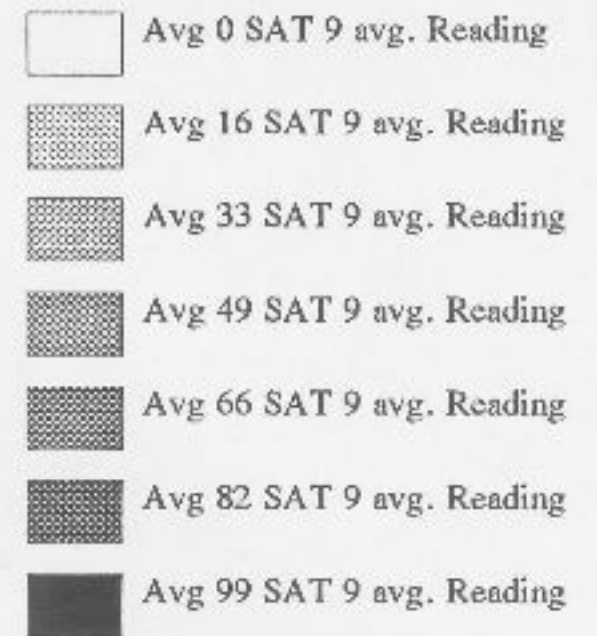 Avg 0 SAT 9 avg. Reading
Avg 16 SAT 9 avg. Reading
Avg 33 SAT 9 avg. Reading
Avg 49 SAT 9 avg. Reading
Avg 66 SAT 9 avg. Reading
Avg 82 SAT 9 avg. Reading
Avg 99 SAT 9 avg. Reading